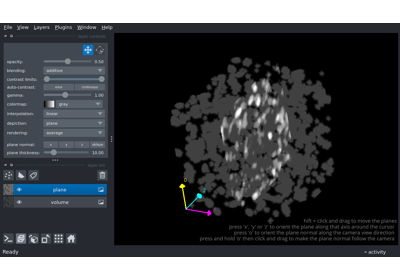 File View Layers Plugins Window Help
layer controls
opacity: 0.50
blending: additive
contrast limits:
auto-contrast: once continuous
gamma: 1.00
colormap: gray
interpolation: linear
depiction: plane
rendering: average
plane normal: x y z oblique
plane thickness: 10.00
layer list
plane
volume
hift + click and drag to move the planes
press 'x', 'y' or 'z' to orient the plane along that axis around the cursor
press 'o' to orient the plane normal along the camera view direction
press and hold 'o' then click and drag to make the plane normal follow the camera
Ready
activity